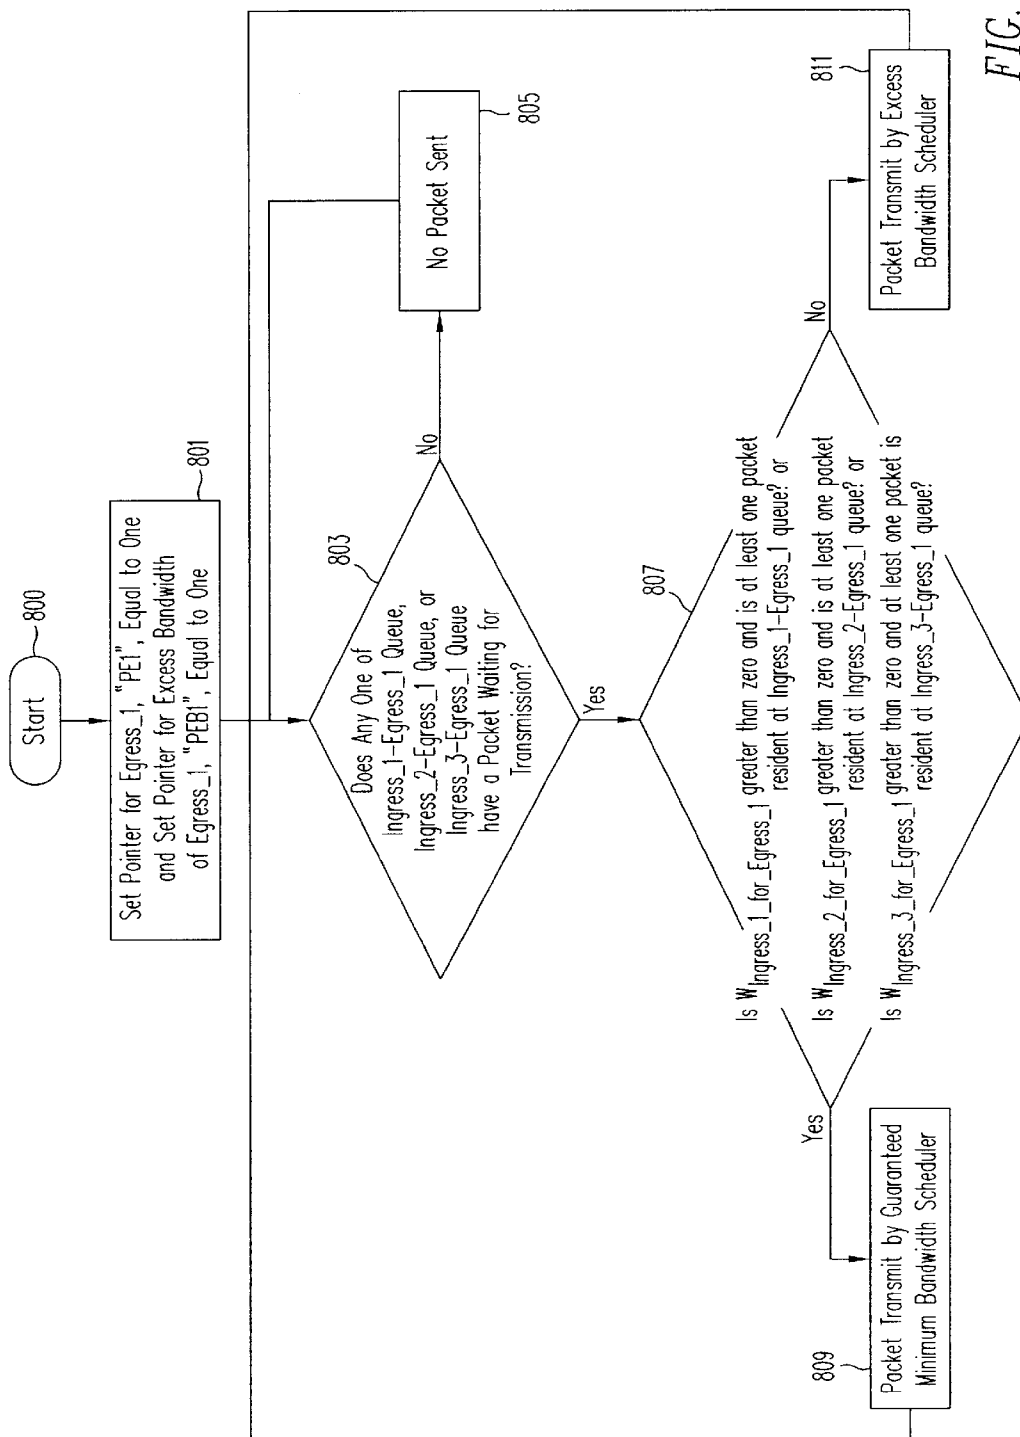 Start
800
Set Pointer for Egress_1, "PE1", Equal to One
and Set Pointer for Excess Bandwidth
of Egress_1, "PEB1", Equal to One
801
Does Any One of
Ingress_1-Egress_1 Queue,
Ingress_2-Egress_1 Queue, or
Ingress_3-Egress_1 Queue
have a Packet Waiting for
Transmission?
803
No
No Packet Sent
805
Yes
807
Is WIngress_1_for_Egress_1 greater than zero and is at least one packet
resident at Ingress_1-Egress_1 queue? or
Is WIngress_2_for_Egress_1 greater than zero and is at least one packet
resident at Ingress_2-Egress_1 queue? or
Is WIngress_3_for_Egress_1 greater than zero and at least one packet is
resident at Ingress_3-Egress_1 queue?
Yes
No
809
Packet Transmit by Guaranteed
Minimum Bandwidth Scheduler
811
Packet Transmit by Excess
Bandwidth Scheduler
FIG.